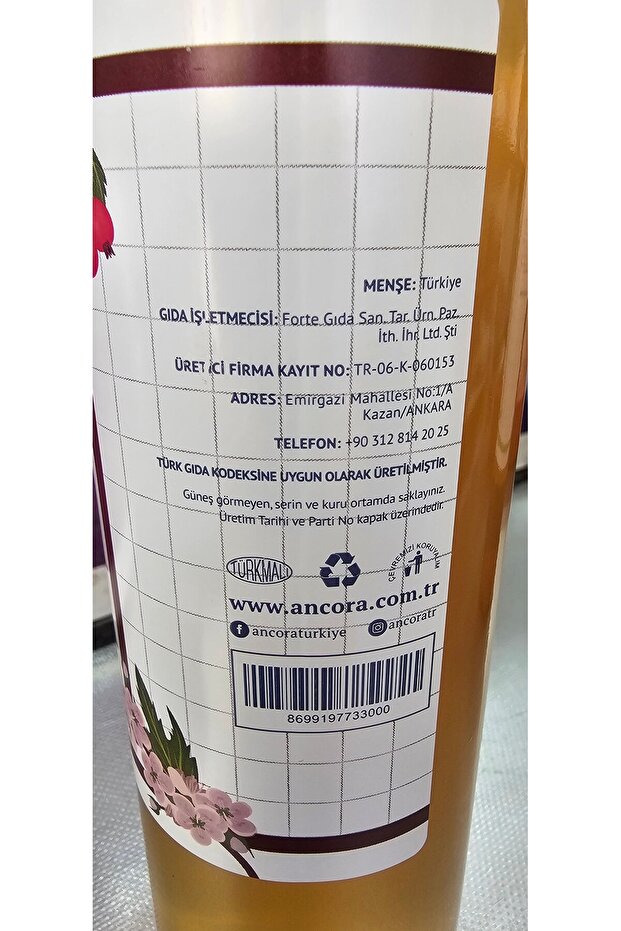 MENŞE: Türkiye
GIDA İŞLETMECİSİ: Forte Gıda San. Tar. Ürn. Paz.
İth. İhr. Ltd. Şti
ÜRETİCİ FİRMA KAYIT NO: TR-06-K-060153
ADRES: Emirgazi Mahallesi No:1/A
Kazan/ANKARA
TELEFON: +90 312 814 20 25
TÜRK GIDA KODEKSİNE UYGUN OLARAK ÜRETİLMİŞTİR.
Güneş görmeyen, serin ve kuru ortamda saklayınız.
Üretim Tarihi ve Parti No kapak üzerindedir.
TÜRKMALI
ÇEVREMİZİ KORUYALIM
www.ancora.com.tr
ancoraturkiye
ancoratr
8699197733000